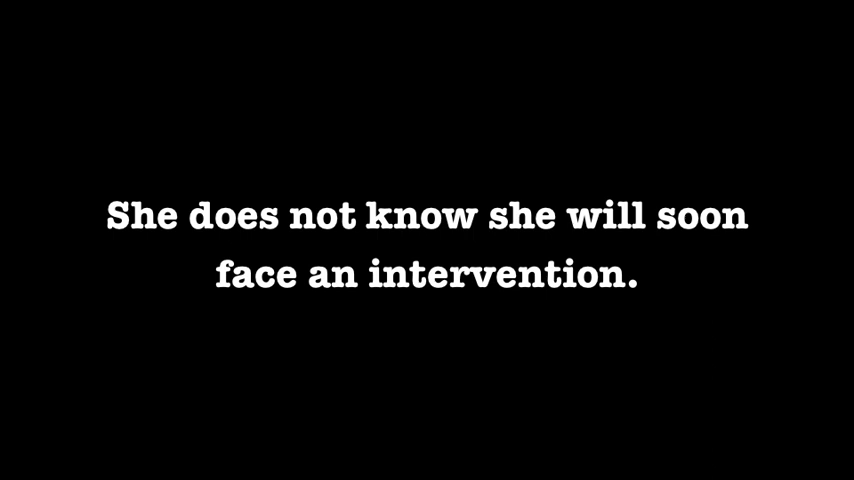 She does not know she will soon
face an intervention.